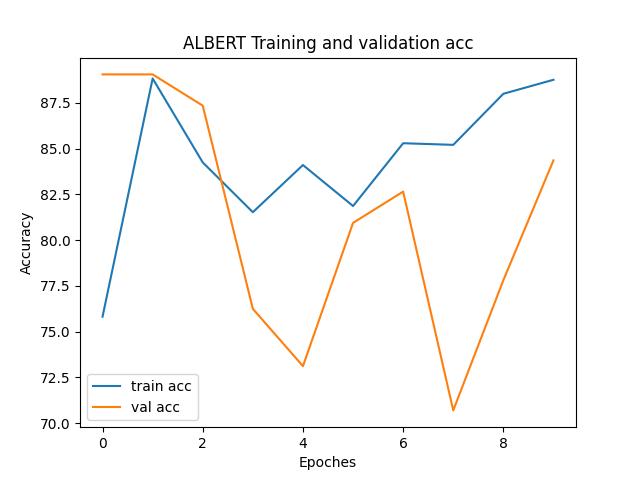 ALBERT Training and validation acc
Accuracy
87.5
85.0
82.5
80.0
77.5
75.0
72.5
70.0
train acc
val acc
0 2 4 6 8
Epoches